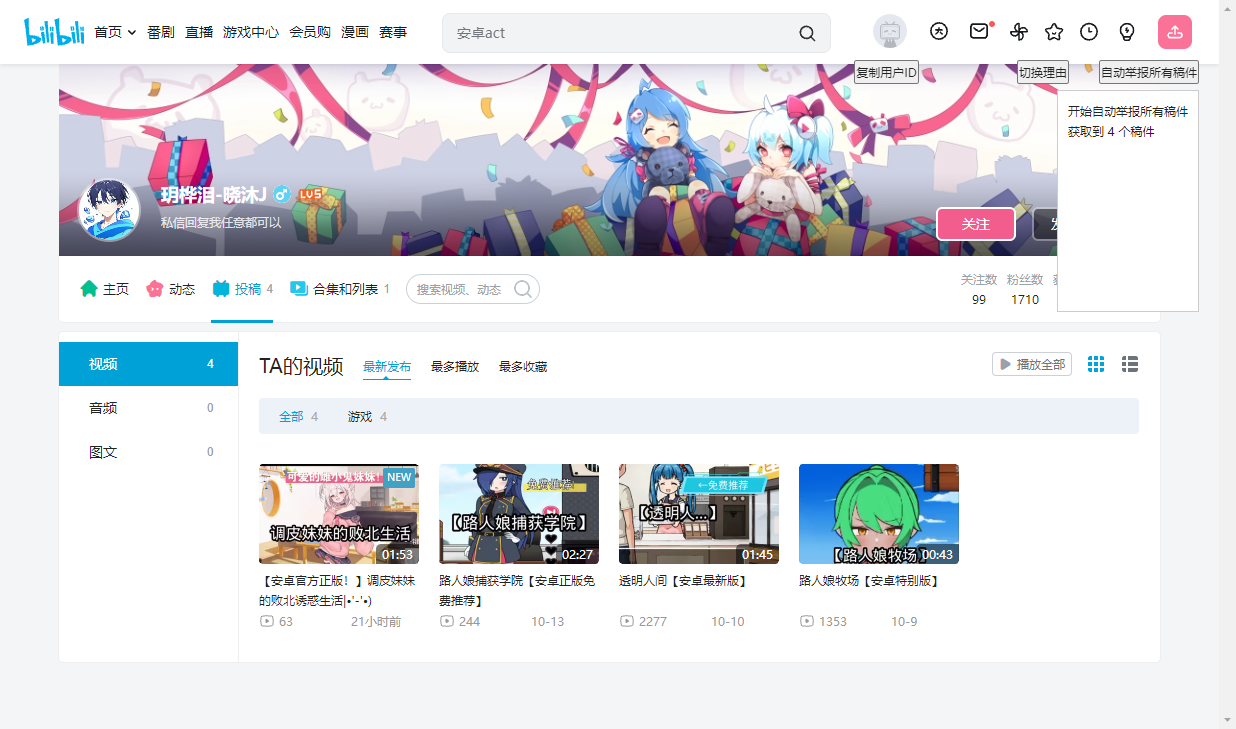 bilibili 首页 番剧 直播 游戏中心 会员购 漫画 赛事
安卓act
复制用户ID 切换理由 自动举报所有稿件
开始自动举报所有稿件
获取到 4 个稿件
玥桦泪-晓沐J LV5
私信回复我任意都可以
关注
主页 动态 投稿 4 合集和列表 1
搜索视频、动态
关注数 粉丝数
99 1710
视频 4
音频 0
图文 0
TA的视频 最新发布 最多播放 最多收藏
播放全部
全部 4 游戏 4
可爱的雌小鬼妹妹! NEW
调皮妹妹的败北生活
01:53
【安卓官方正版！】调皮妹妹
的败北诱惑生活|•'-'•)
63 21小时前
免费推荐
【路人娘捕获学院】
02:27
路人娘捕获学院【安卓正版免
费推荐】
244 10-13
←免费推荐
【透明人...】
01:45
透明人间【安卓最新版】
2277 10-10
【路人娘牧场】
00:43
路人娘牧场【安卓特别版】
1353 10-9